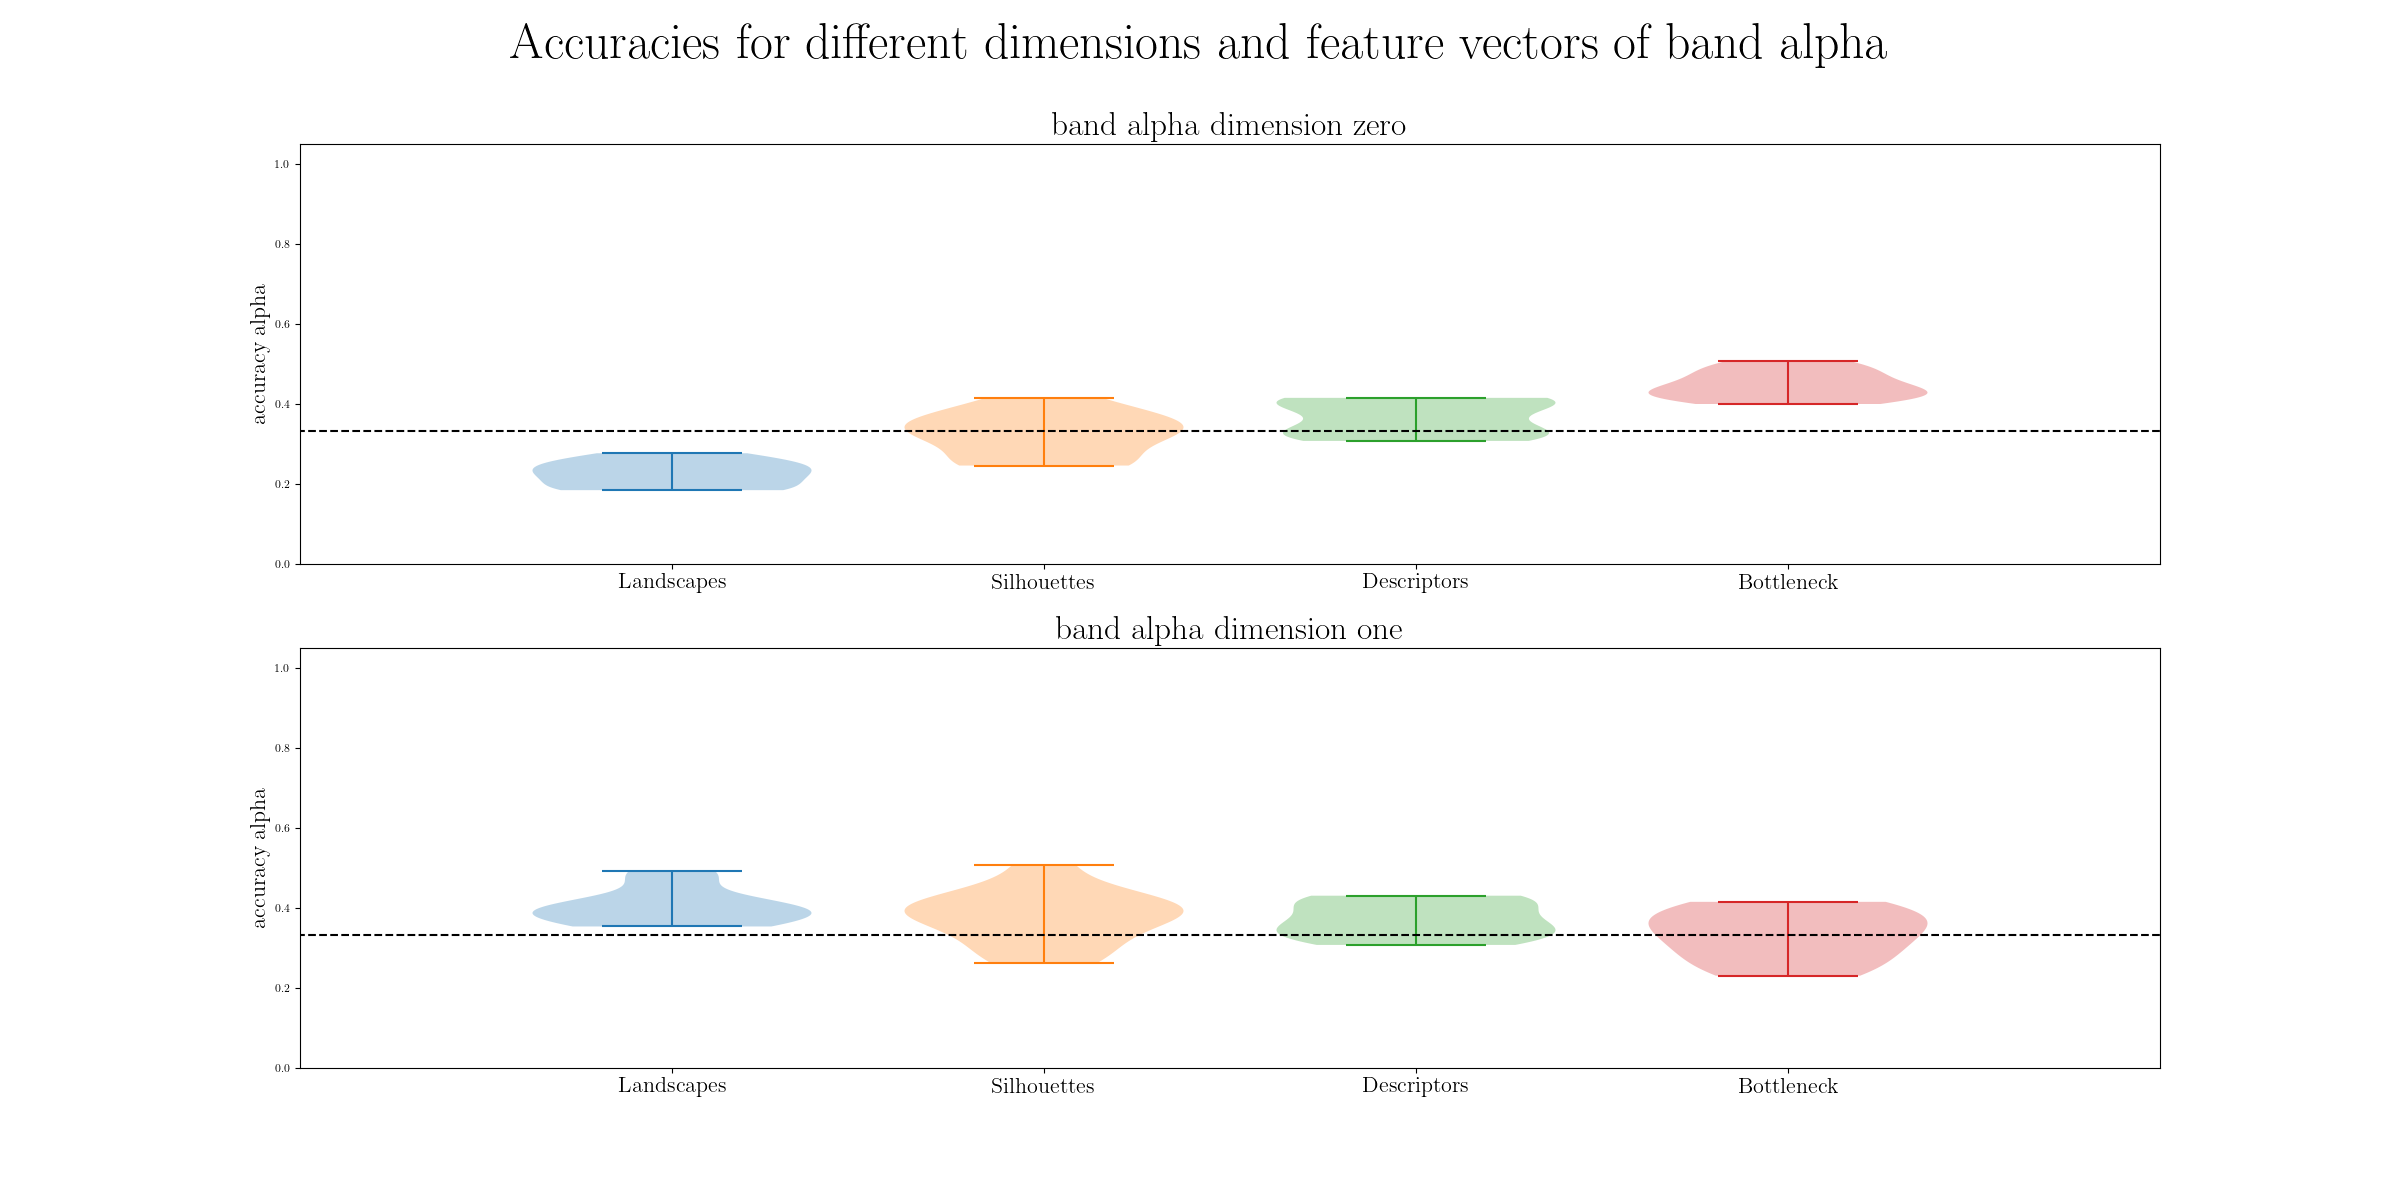 Accuracies for different dimensions and feature vectors of band alpha
band alpha dimension zero
accuracy alpha
1.0
0.8
0.6
0.4
0.2
0.0
Landscapes Silhouettes Descriptors Bottleneck
band alpha dimension one
accuracy alpha
1.0
0.8
0.6
0.4
0.2
0.0
Landscapes Silhouettes Descriptors Bottleneck